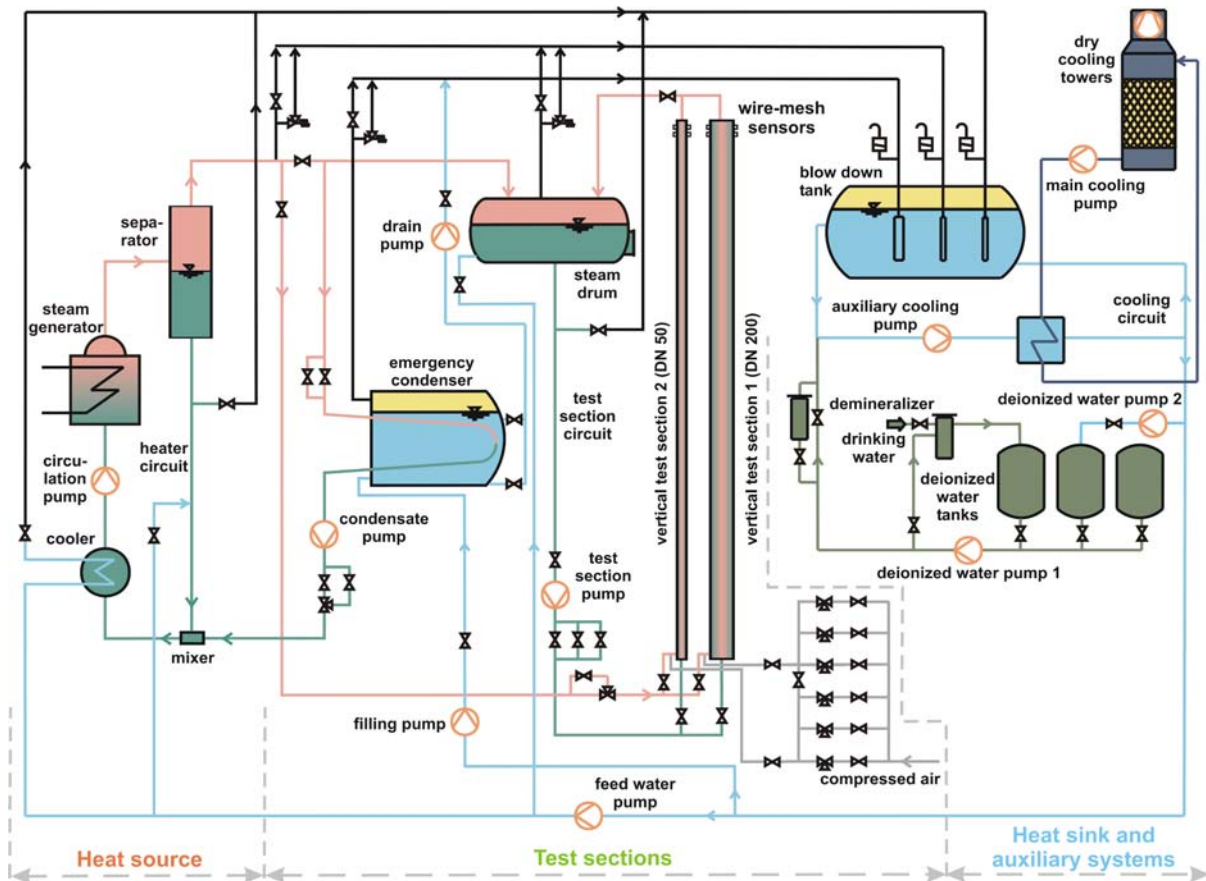 dry
cooling
towers
wire-mesh
sensors
main cooling
pump
blow down
tank
sepa-
rator
drain
pump
steam
drum
steam
generator
auxiliary cooling
pump
cooling
circuit
emergency
condenser
test
section
circuit
vertical test section 2 (DN 50)
vertical test section 1 (DN 200)
demineralizer
drinking
water
deionized water pump 2
heater
circuit
circu-
lation
pump
deionized
water
tanks
condensate
pump
cooler
test
section
pump
deionized water pump 1
mixer
filling pump
compressed air
feed water
pump
Heat source
Test sections
Heat sink and
auxiliary systems